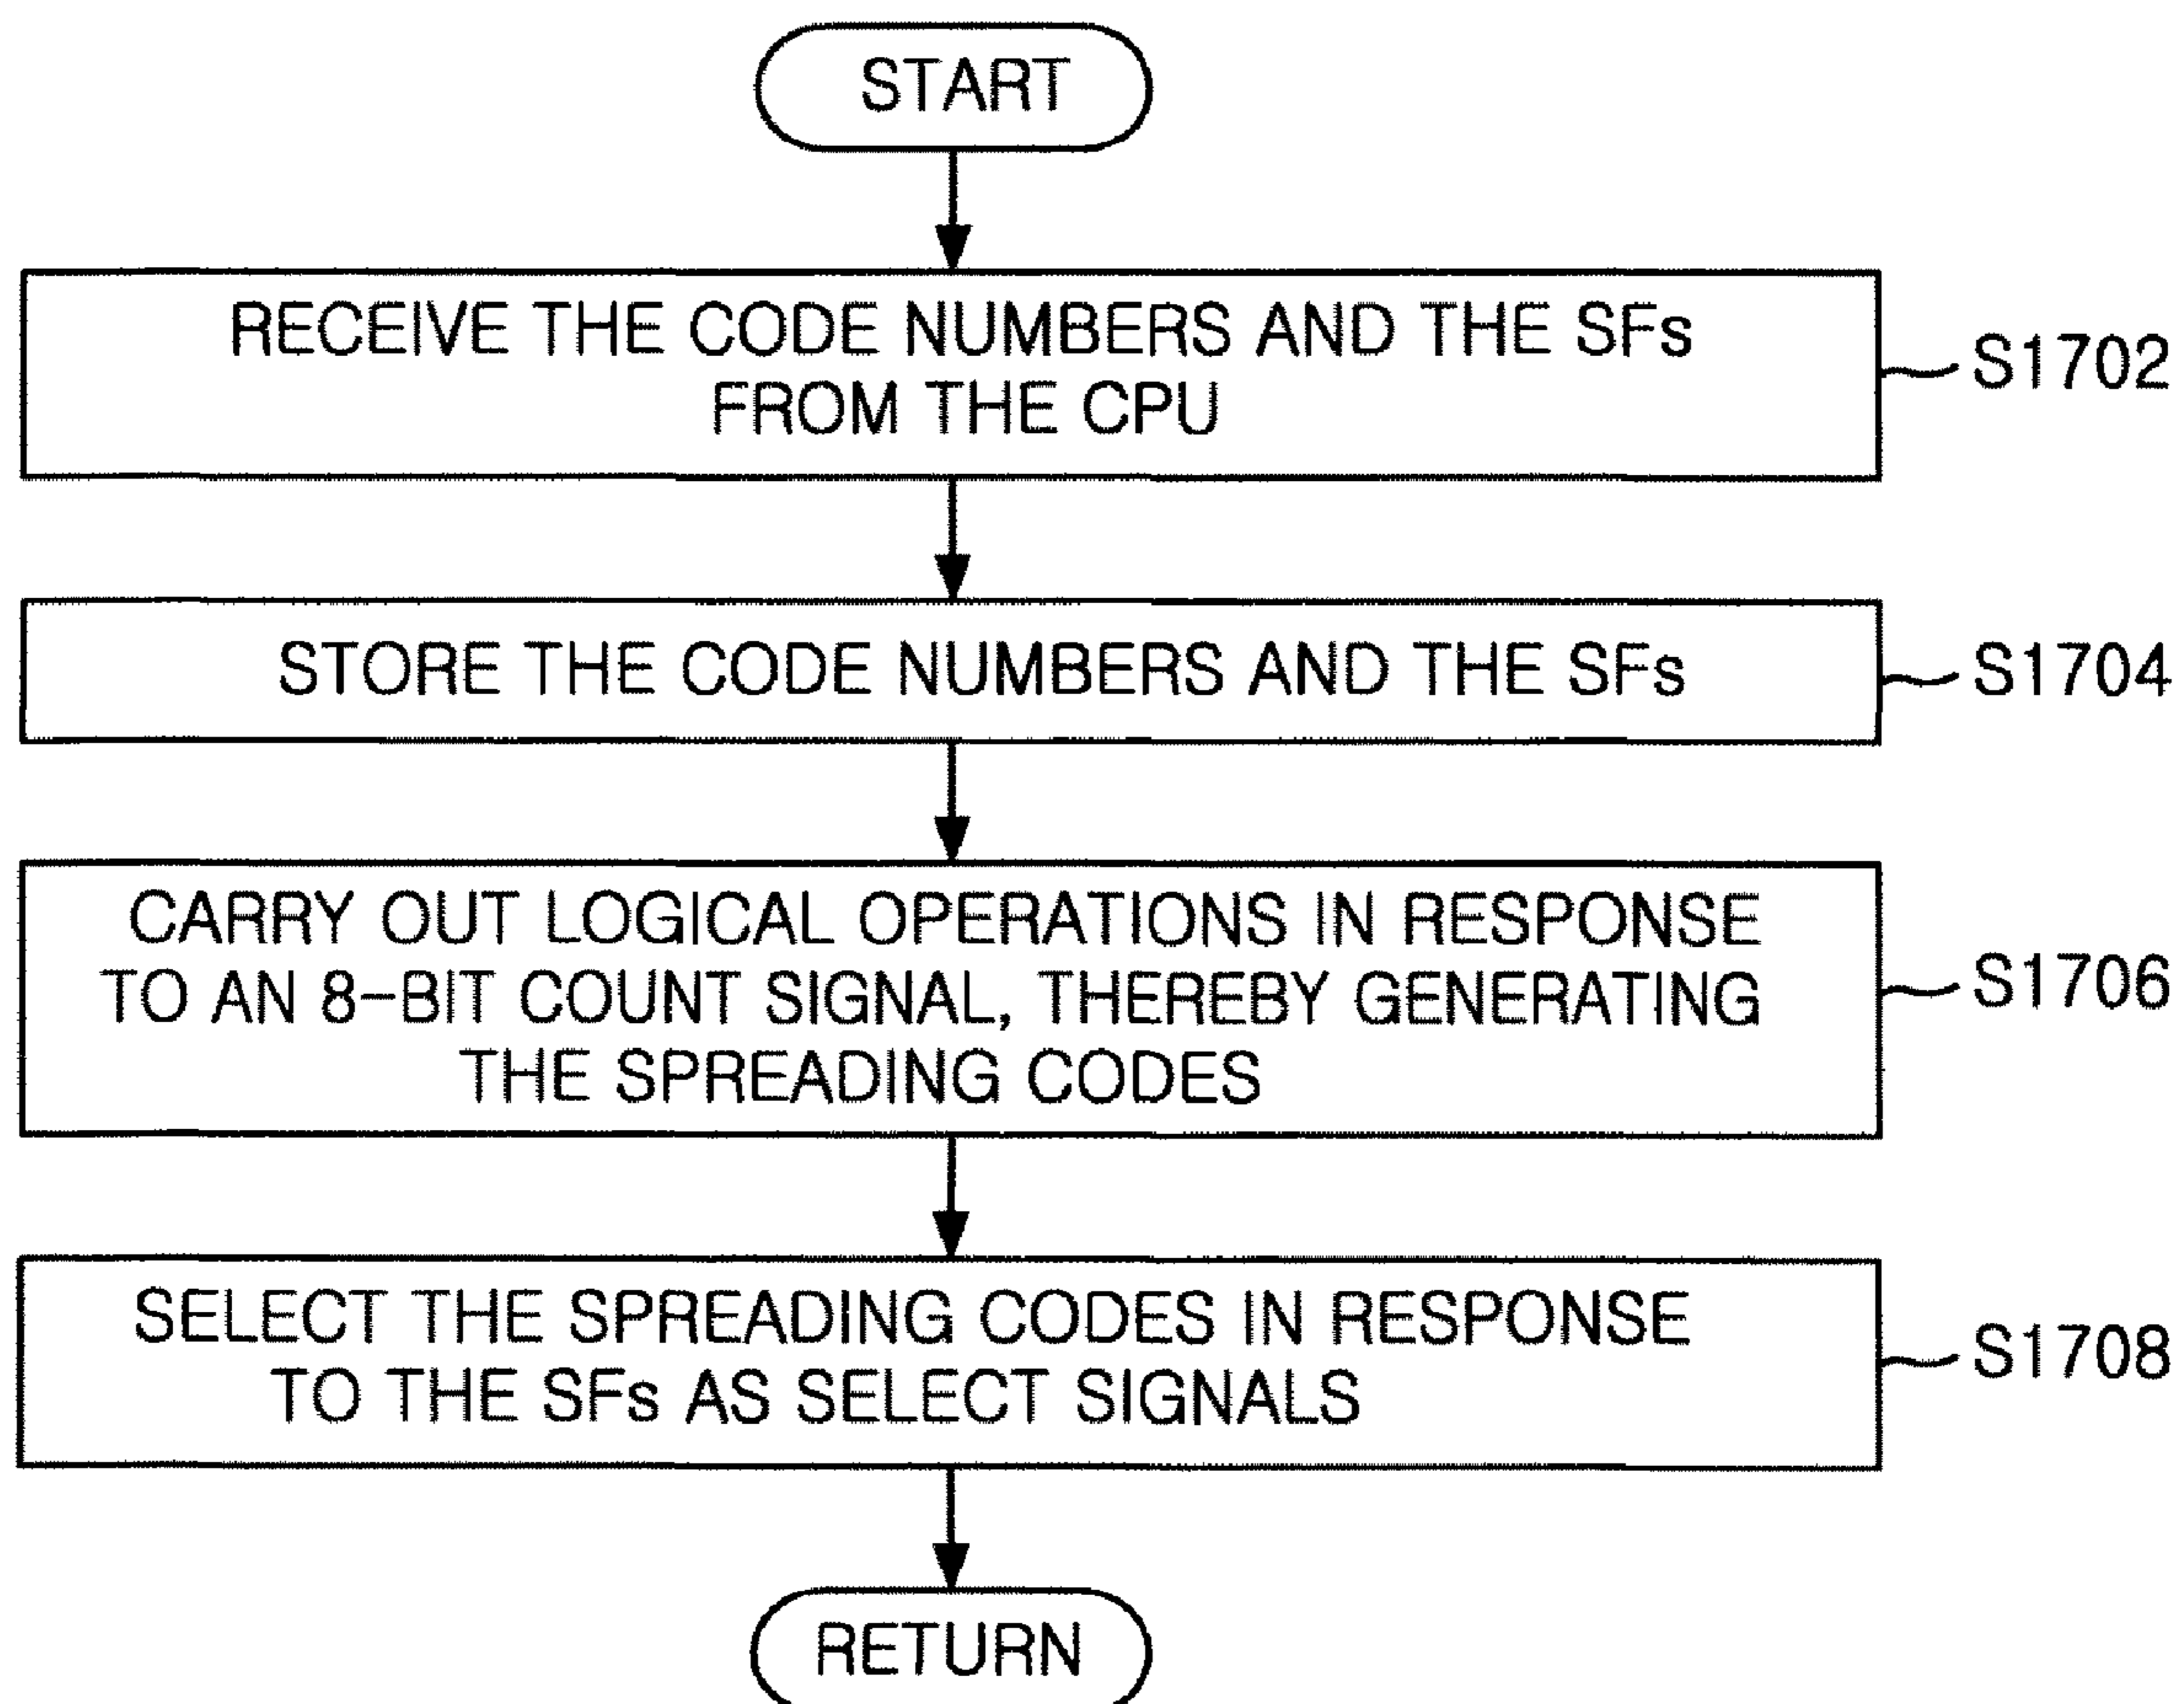 START
RECEIVE THE CODE NUMBERS AND THE SFs
FROM THE CPU
S1702
STORE THE CODE NUMBERS AND THE SFs
S1704
CARRY OUT LOGICAL OPERATIONS IN RESPONSE
TO AN 8-BIT COUNT SIGNAL, THEREBY GENERATING
THE SPREADING CODES
S1706
SELECT THE SPREADING CODES IN RESPONSE
TO THE SFs AS SELECT SIGNALS
S1708
RETURN